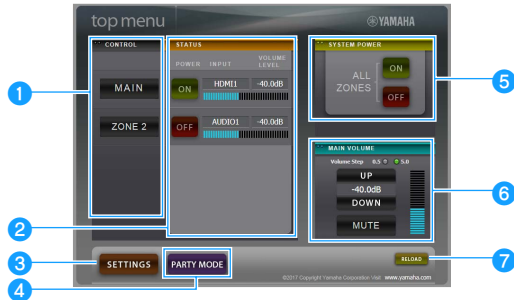 top menu
YAMAHA
CONTROL
MAIN
ZONE 2
STATUS
POWER INPUT VOLUME LEVEL
ON HDMI1 -40.0dB
OFF AUDIO1 -40.0dB
SYSTEM POWER
ALL ZONES
ON
OFF
MAIN VOLUME
Volume Step 0.5 5.0
UP
-40.0dB
DOWN
MUTE
SETTINGS
PARTY MODE
RELOAD
©2017 Copyright Yamaha Corporation Visit www.yamaha.com
1
2
3
4
5
6
7